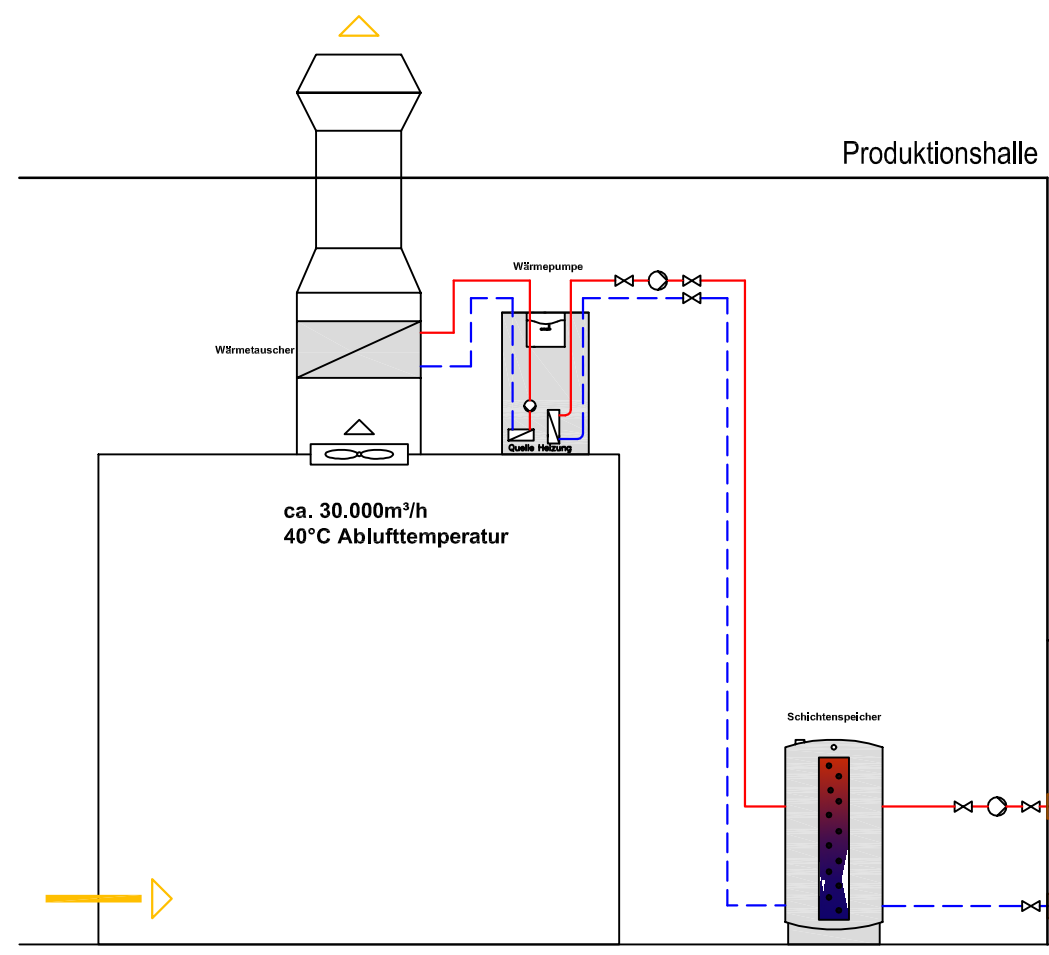 Produktionshalle
Wärmepumpe
Wärmetauscher
Quelle Heizung
ca. 30.000m³/h
40°C Ablufttemperatur
Schichtenspeicher